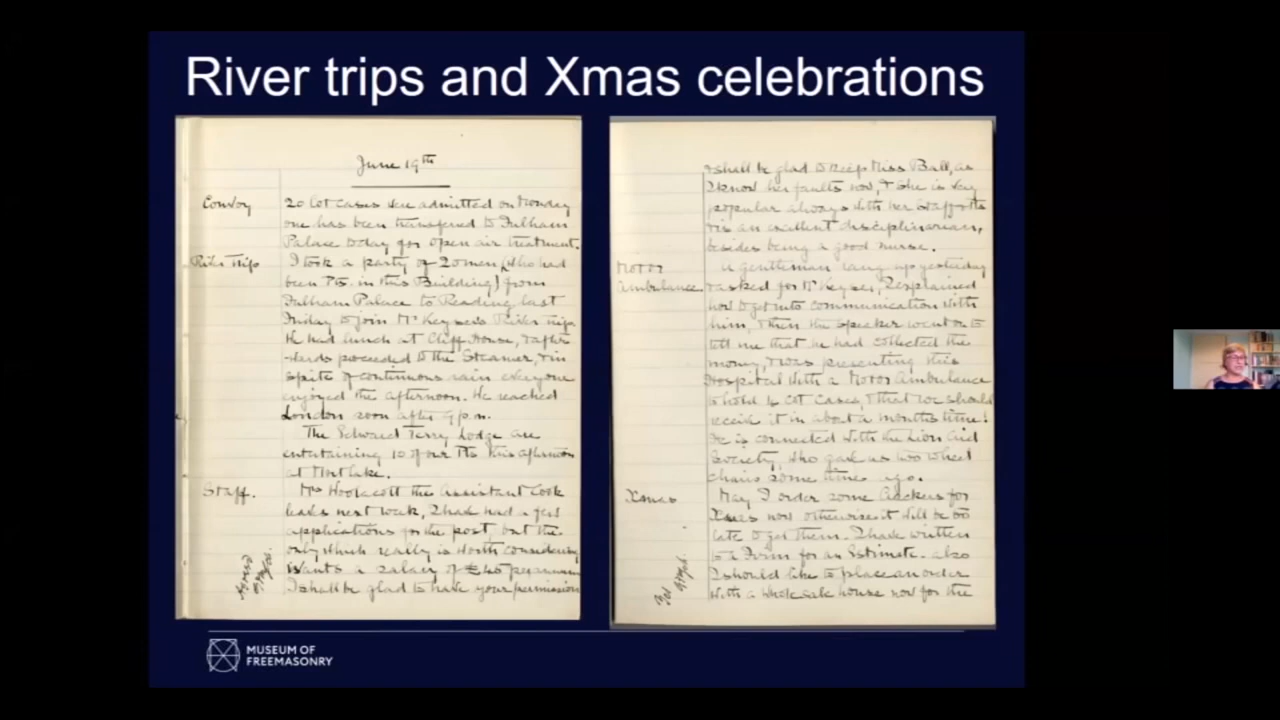 River trips and Xmas celebrations
June 19th
Convoy
20 Cot cases were admitted on Monday
one has been transferred to Fulham
Palace today for open air treatment.
River Trip
I took a party of 20 men (who had
been Pts. in this Building) from
Fulham Palace to Reading last
Friday to join Mr Keyser's River trip
We had lunch at Cliff House, & after-
wards proceeded to the Steamer, & in
spite of continuous rain everyone
enjoyed the afternoon. We reached
London soon after 9 p.m.
The Edward Terry Lodge are
entertaining 10 of our Pts this afternoon
at Mortlake.
Staff.
Mrs Woolacott the Assistant Cook
leaves next week, I have had a few
applications for the post, but the
only which really is worth considering
wants a salary of £40 per annum
I shall be glad to have your permission
I shall be glad to keep Miss Ball, as
I know her faults now, & she is very
popular always with her staff & Pts
& is an excellent disciplinarian,
besides being a good nurse.
Motor
Ambulance
A gentleman rang up yesterday
& asked for Mr Keyser, I explained
how to get into communication with
him, & then the speaker went on to
tell me that he had collected the
money, & was presenting this
Hospital with a Motor Ambulance
to hold 4 cot cases, & that we should
receive it in about a months time!
He is connected with the Lion Aid
Society, who gave us two wheel
chairs some time ago.
Xmas
May I order some Crackers for
Xmas now otherwise it will be too
late to get them. I have written
to a Firm for an Estimate. Also
I should like to place an order
with a wholesale house now for the
MUSEUM OF
FREEMASONRY